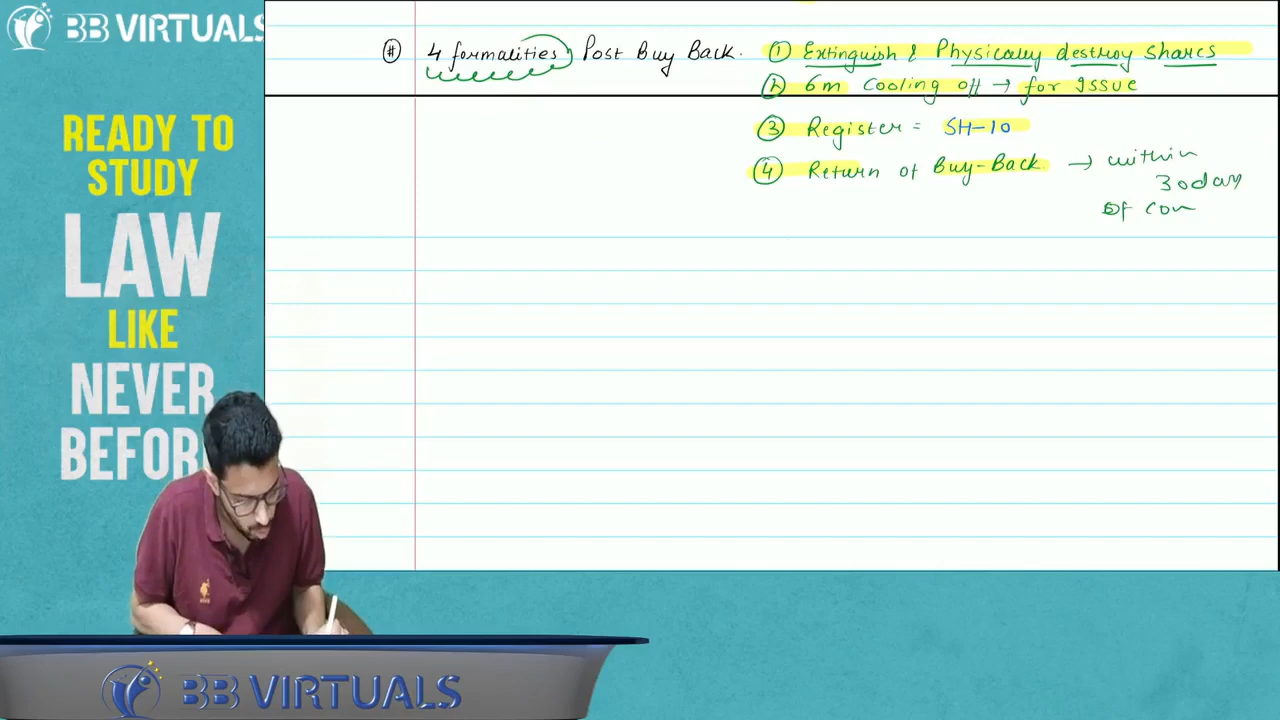 BB VIRTUALS
READY TO
STUDY
LAW
LIKE
NEVER
BEFOR
# 4 formalities Post Buy Back. ① Extinguish & Physically destroy shares
② 6m Cooling off → for Issue
③ Register = SH-10
④ Return of Buy-Back → within
30 day
of com
BB VIRTUALS